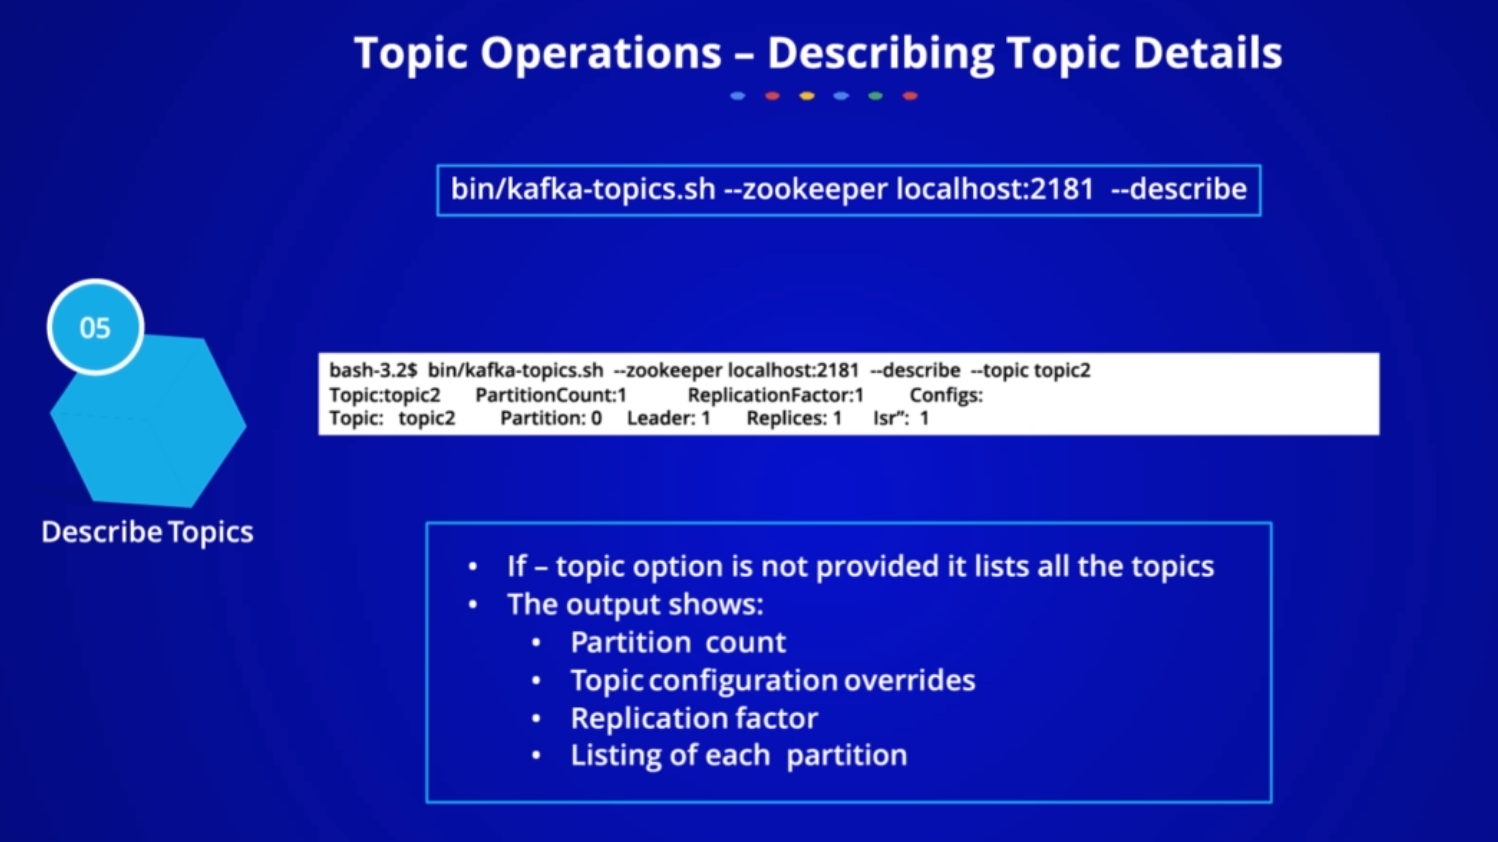 Topic Operations – Describing Topic Details
bin/kafka-topics.sh --zookeeper localhost:2181 --describe
05
Describe Topics
bash-3.2$ bin/kafka-topics.sh --zookeeper localhost:2181 --describe --topic topic2
Topic:topic2 PartitionCount:1 ReplicationFactor:1 Configs:
Topic: topic2 Partition: 0 Leader: 1 Replices: 1 Isr”: 1
• If – topic option is not provided it lists all the topics
• The output shows:
• Partition count
• Topic configuration overrides
• Replication factor
• Listing of each partition